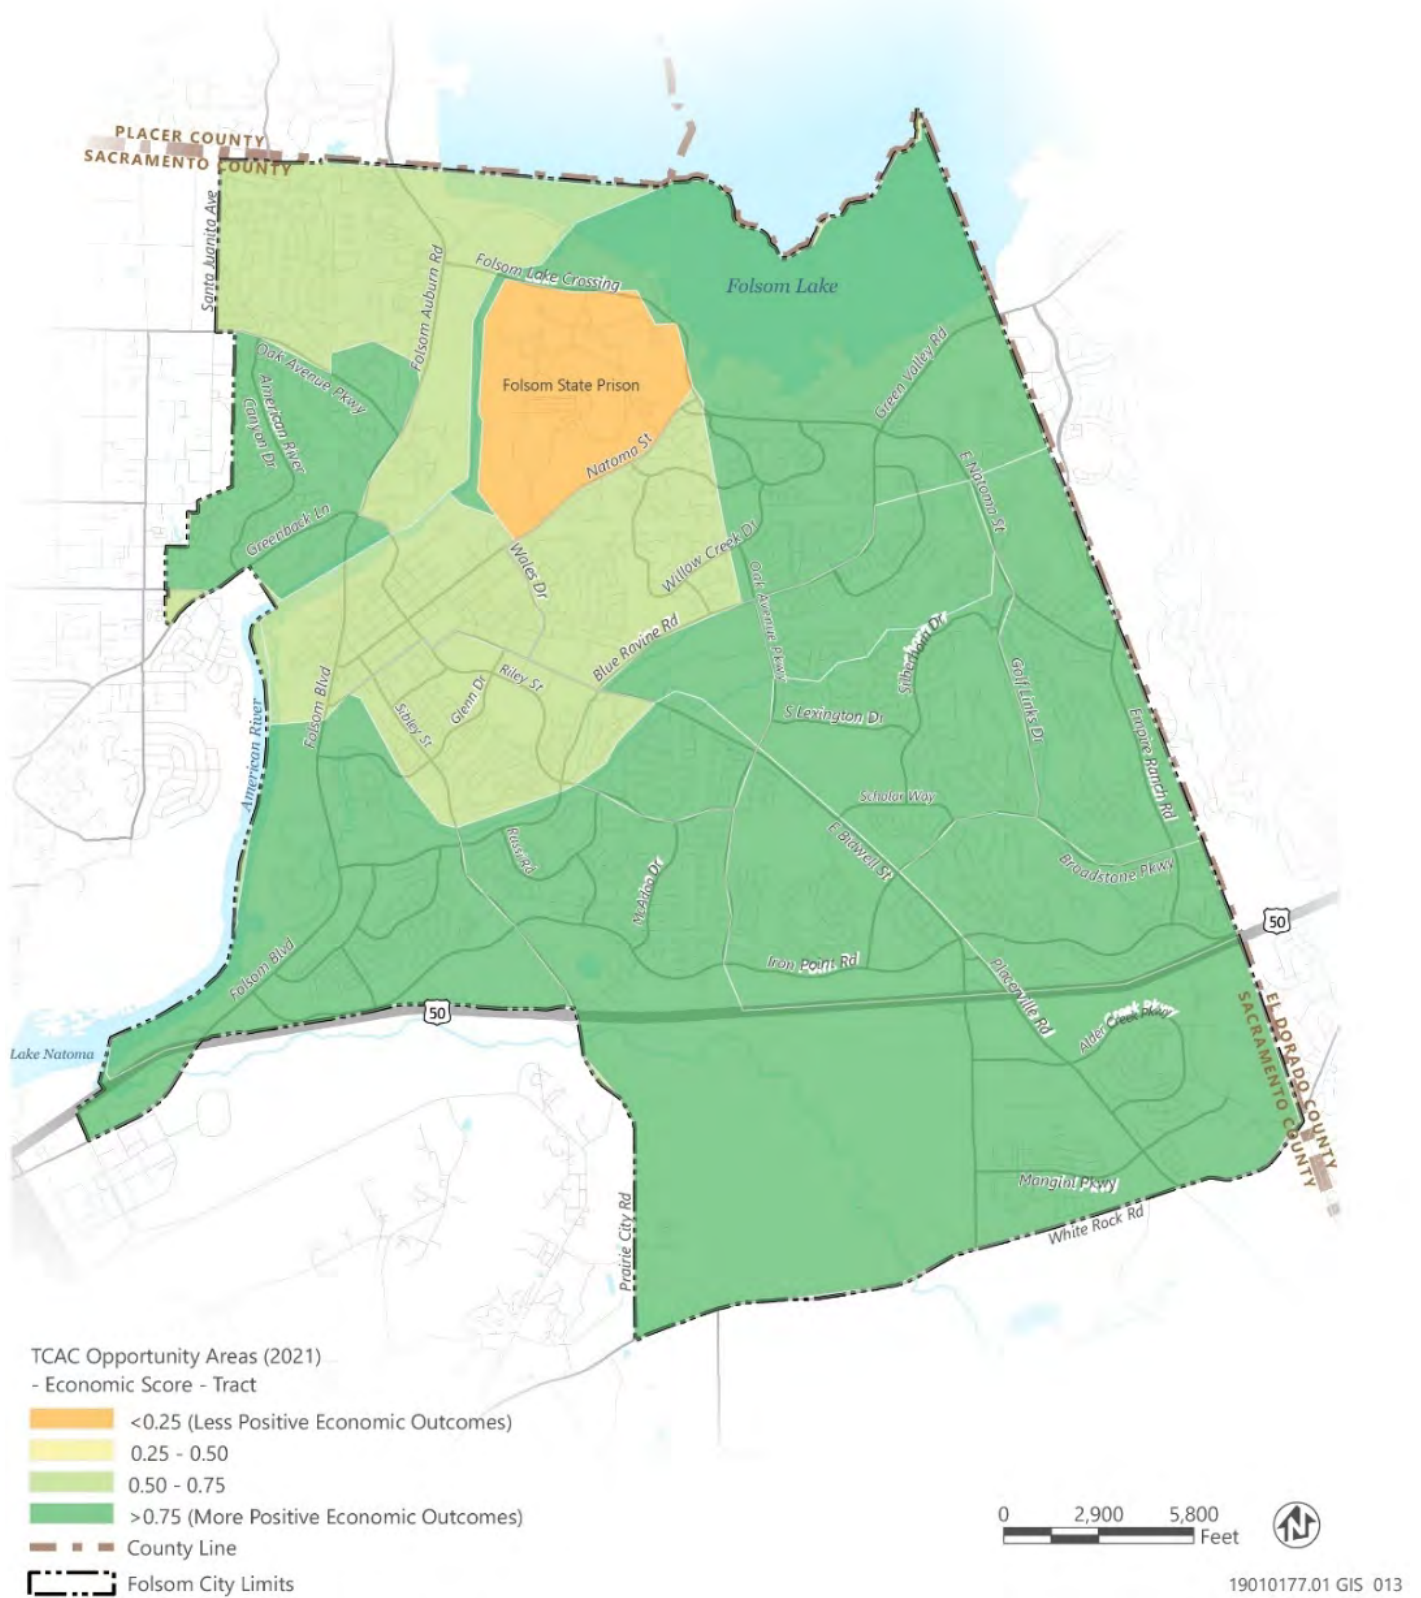 PLACER COUNTY
SACRAMENTO COUNTY
Santa Juanita Ave
Folsom Auburn Rd
Folsom Lake Crossing
Folsom Lake
Oak Avenue Pkwy
American River
Canyon Dr
Folsom State Prison
Green Valley Rd
Natoma St
E Natoma St
Greenback Ln
Willow Creek Dr
Wales Dr
Oak Avenue Pkwy
Blue Ravine Rd
Silberhorn Dr
Riley St
Glenn Dr
Sibley St
Folsom Blvd
American River
S Lexington Dr
Golf Links Dr
Empire Ranch Rd
Scholar Way
Russi Rd
McAdoo Dr
E Bidwell St
Broadstone Pkwy
50
Folsom Blvd
Iron Point Rd
Placerville Rd
50
Alder Creek Pkwy
EL DORADO COUNTY
SACRAMENTO COUNTY
Lake Natoma
Mangini Pkwy
White Rock Rd
Prairie City Rd
TCAC Opportunity Areas (2021)
- Economic Score - Tract
<0.25 (Less Positive Economic Outcomes)
0.25 - 0.50
0.50 - 0.75
>0.75 (More Positive Economic Outcomes)
County Line
Folsom City Limits
0 2,900 5,800
Feet
N
19010177.01 GIS 013